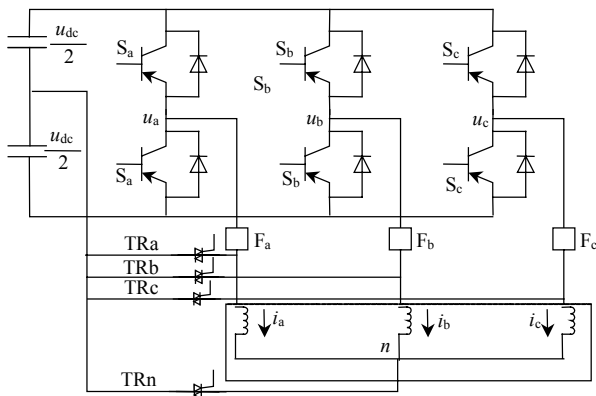 u_dc/2
u_dc/2
S_a
S_b
S_b
S_c
u_a
u_b
u_c
S_a
S_b
S_c
F_a
F_b
F_c
TRa
TRb
TRc
i_a
i_b
i_c
n
TRn